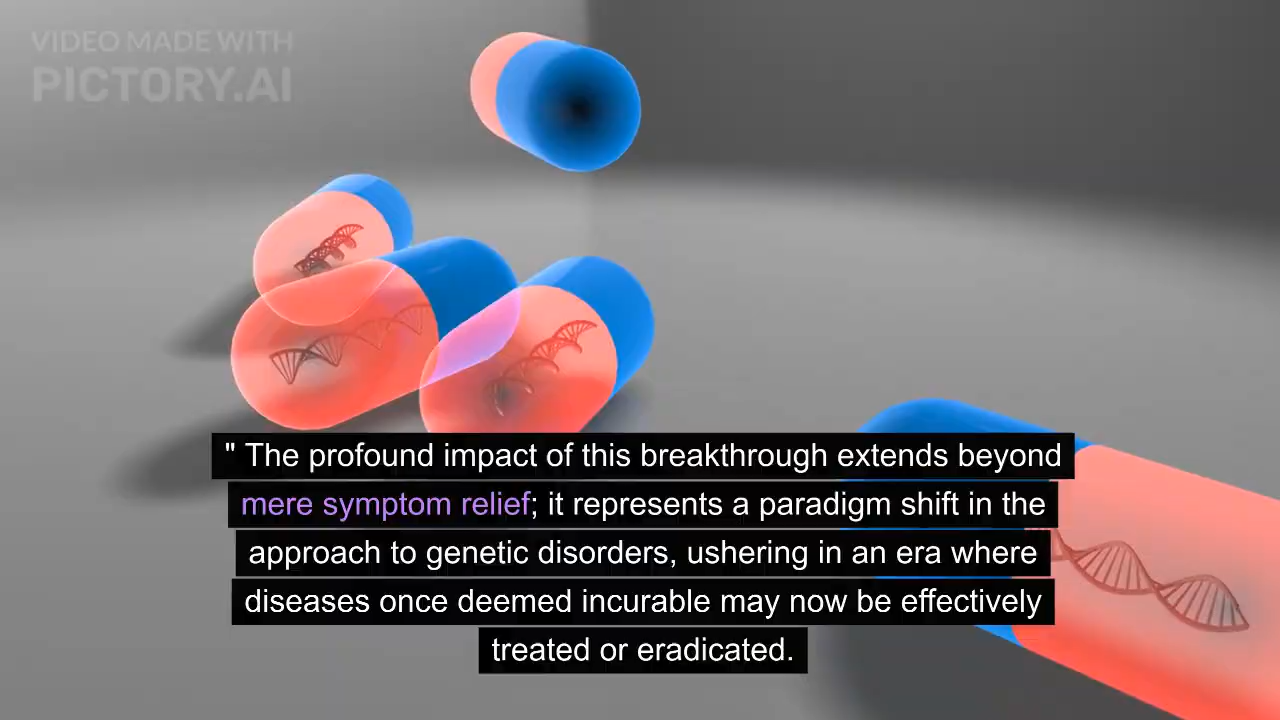 VIDEO MADE WITH
PICTORY.AI
" The profound impact of this breakthrough extends beyond
mere symptom relief; it represents a paradigm shift in the
approach to genetic disorders, ushering in an era where
diseases once deemed incurable may now be effectively
treated or eradicated.